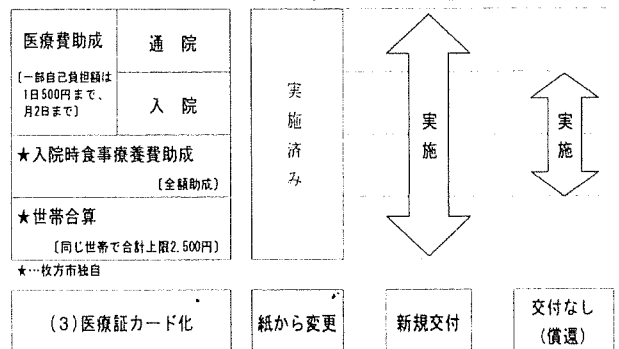 医療費助成
〔一部自己負担額は
1日500円まで、
月2日まで〕
通 院
入 院
★入院時食事療養費助成
〔全額助成〕
★世帯合算
〔同じ世帯で合計上限2,500円〕
★…枚方市独自
実施済み
実施
実施
(3)医療証カード化
紙から変更
新規交付
交付なし
(償還)